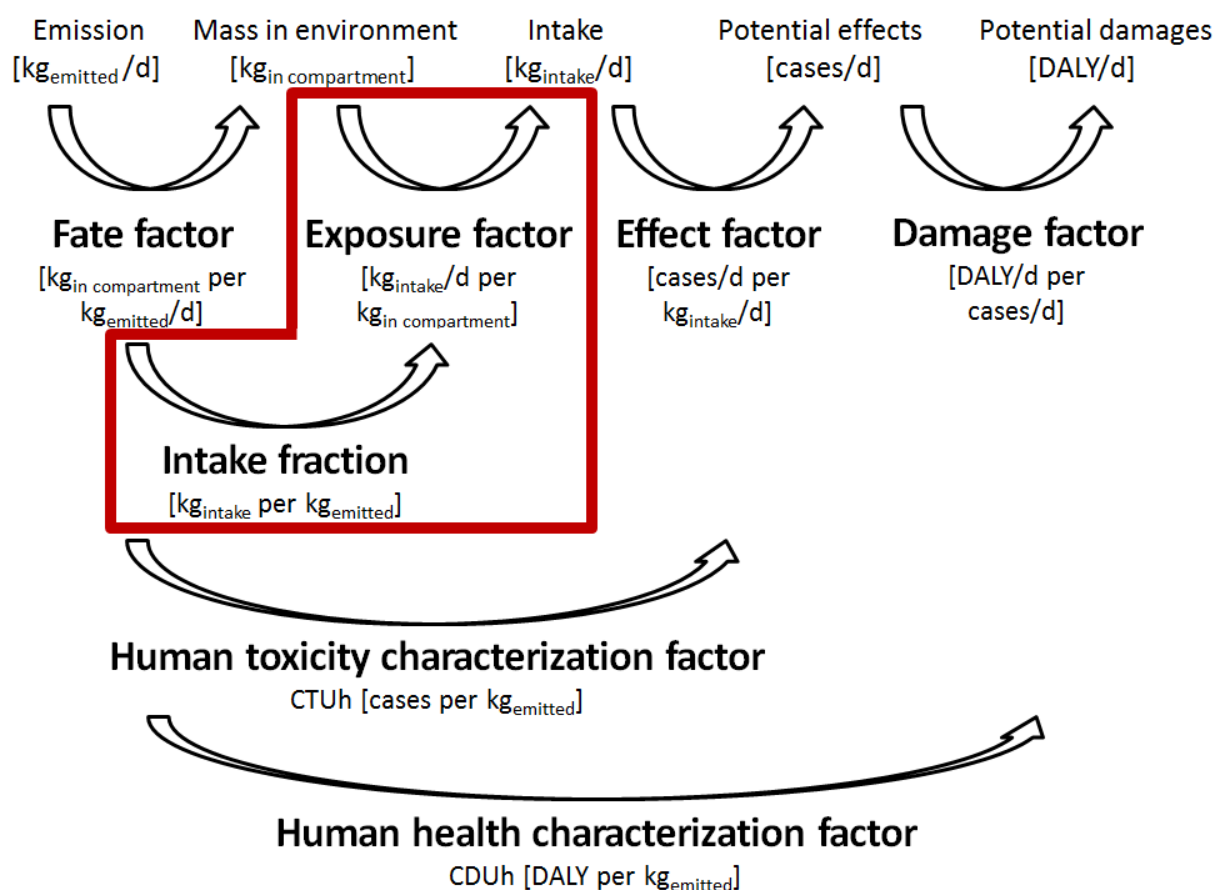 Emission Mass in environment Intake Potential effects Potential damages
[kgemitted/d] [kgin compartment] [kgintake/d] [cases/d] [DALY/d]
Fate factor Exposure factor Effect factor Damage factor
[kgin compartment per [kgintake/d per [cases/d per [DALY/d per
kgemitted/d] kgin compartment] kgintake/d] cases/d]
Intake fraction
[kgintake per kgemitted]
Human toxicity characterization factor
CTUh [cases per kgemitted]
Human health characterization factor
CDUh [DALY per kgemitted]